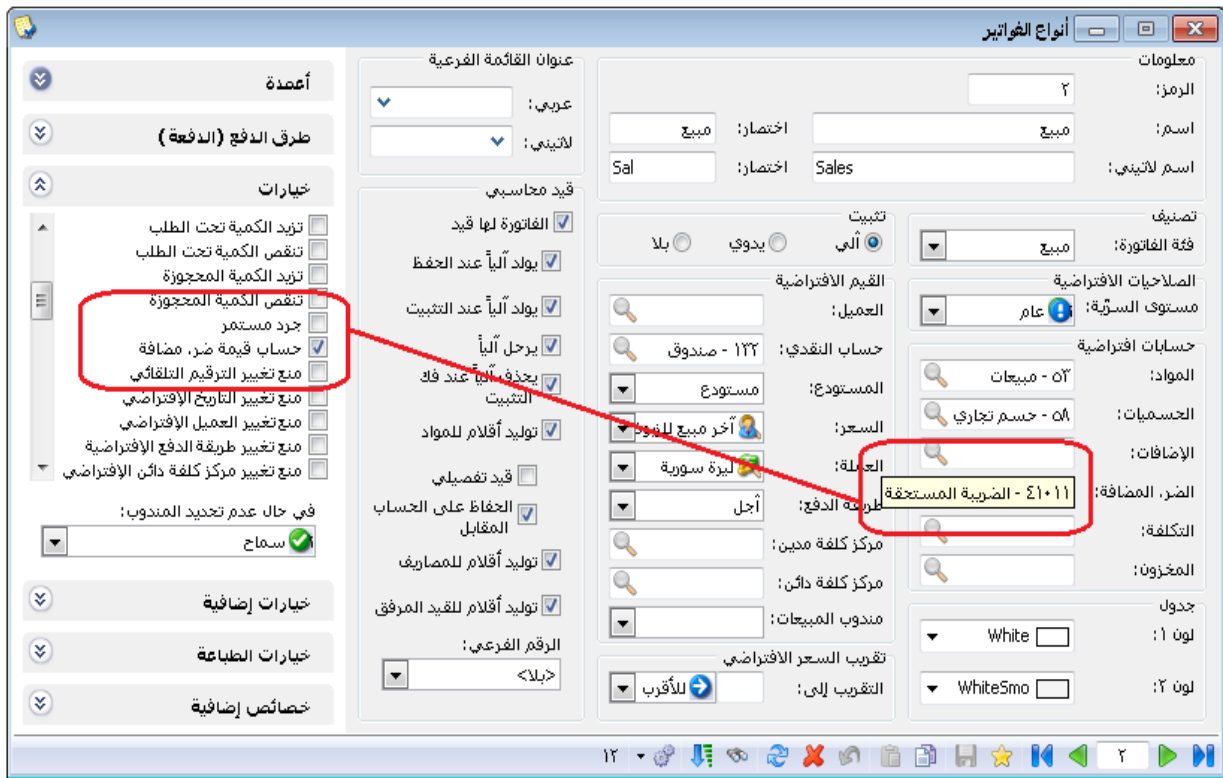 أنواع الفواتير
معلومات
الرمز: ٢
اسم: مبيع اختصار: مبيع
اسم لاتيني: Sales اختصار: Sal
تصنيف
فئة الفاتورة: مبيع
الصلاحيات الافتراضية
مستوى السرّية: عام
حسابات افتراضية
المواد: ٥٣ - مبيعات
الحسميات: ٥٨ - حسم تجاري
الإضافات:
الضر. المضافة: ٤١٠١١ - الضريبة المستحقة
التكلفة:
المخزون:
جدول
لون ١: White
لون ٢: WhiteSmo
تثبيت
آلي يدوي بلا
القيم الافتراضية
العميل:
حساب النقدي: ١٣٢ - صندوق
المستودع: مستودع
السعر: آخر مبيع للزبون
العملة: ليرة سورية
طريقة الدفع: آجل
مركز كلفة مدين:
مركز كلفة دائن:
مندوب المبيعات:
تقريب السعر الافتراضي
التقريب إلى: للأقرب
عنوان القائمة الفرعية
عربي:
لاتيني:
قيد محاسبي
الفاتورة لها قيد
يولد آلياً عند الحفظ
يولد آلياً عند التثبيت
يرحل آلياً
يحذف آلياً عند فك
التثبيت
توليد أقلام للمواد
قيد تفصيلي
الحفاظ على الحساب
المقابل
توليد أقلام للمصاريف
توليد أقلام للقيد المرفق
الرقم الفرعي:
<بلا>
أعمدة
طرق الدفع (الدفعة)
خيارات
تزيد الكمية تحت الطلب
تنقص الكمية تحت الطلب
تزيد الكمية المحجوزة
تنقص الكمية المحجوزة
جرد مستمر
حساب قيمة ضر. مضافة
منع تغيير الترقيم التلقائي
منع تغيير التاريخ الإفتراضي
منع تغيير العميل الإفتراضي
منع تغيير طريقة الدفع الإفتراضية
منع تغيير مركز كلفة دائن الإفتراضي
في حال عدم تحديد المندوب:
سماح
خيارات إضافية
خيارات الطباعة
خصائص إضافية
٢ ١٢